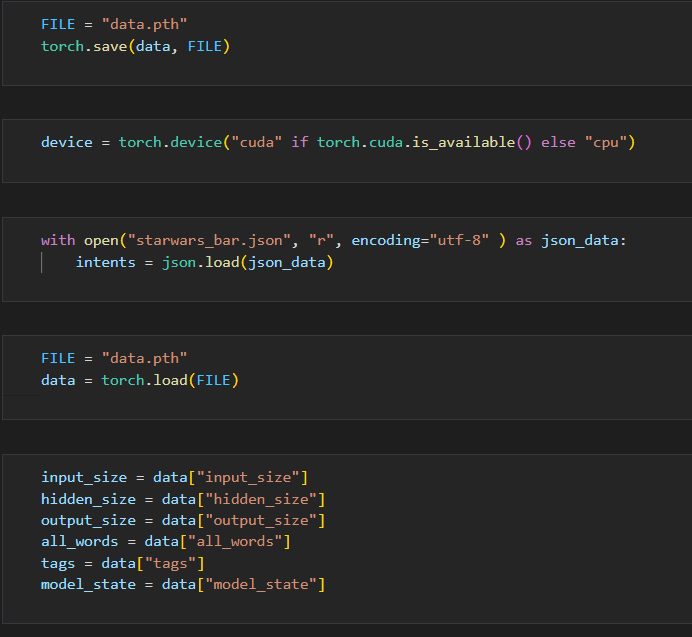 FILE = "data.pth"
torch.save(data, FILE)
device = torch.device("cuda" if torch.cuda.is_available() else "cpu")
with open("starwars_bar.json", "r", encoding="utf-8" ) as json_data:
    intents = json.load(json_data)
FILE = "data.pth"
data = torch.load(FILE)
input_size = data["input_size"]
hidden_size = data["hidden_size"]
output_size = data["output_size"]
all_words = data["all_words"]
tags = data["tags"]
model_state = data["model_state"]